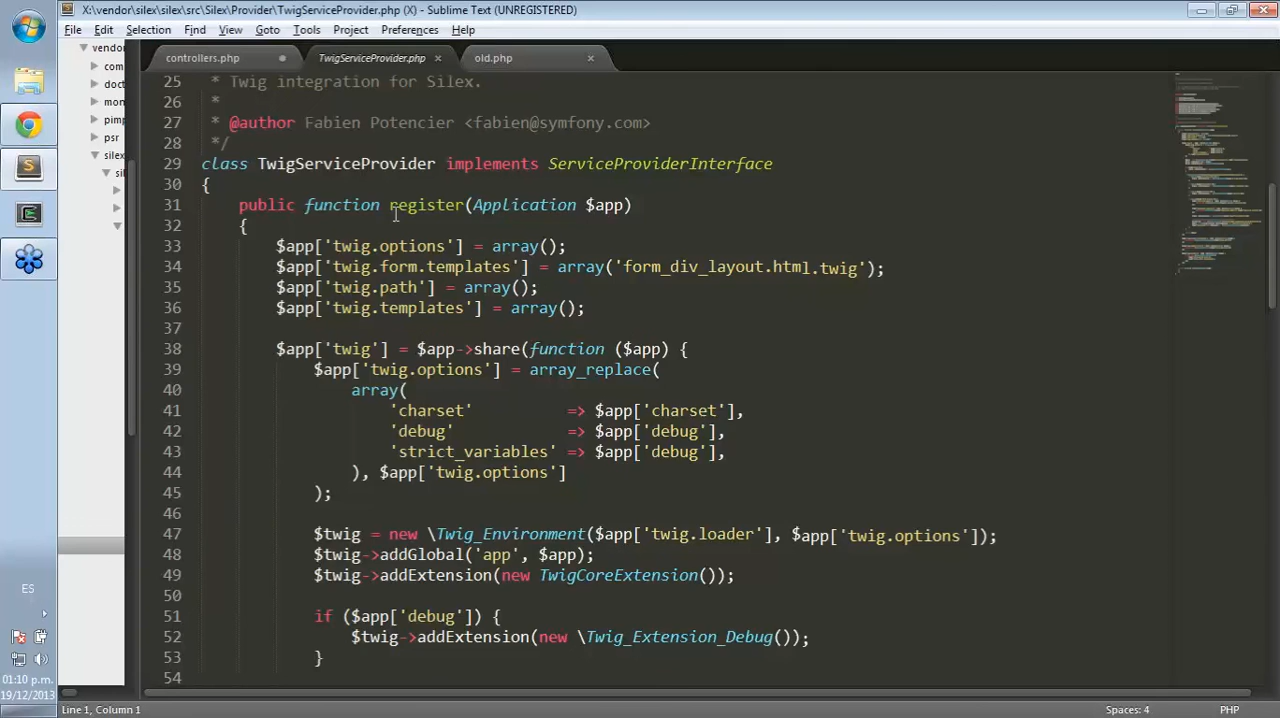 X:\vendor\silex\silex\src\Silex\Provider\TwigServiceProvider.php (X) - Sublime Text (UNREGISTERED)
File Edit Selection Find View Goto Tools Project Preferences Help
vendor
com
doct
mon
pimp
psr
silex
controllers.php TwigServiceProvider.php × old.php ×
25 * Twig integration for Silex.
26 *
27 * @author Fabien Potencier <fabien@symfony.com>
28 */
29 class TwigServiceProvider implements ServiceProviderInterface
30 {
31 public function register(Application $app)
32 {
33 $app['twig.options'] = array();
34 $app['twig.form.templates'] = array('form_div_layout.html.twig');
35 $app['twig.path'] = array();
36 $app['twig.templates'] = array();
37
38 $app['twig'] = $app->share(function ($app) {
39 $app['twig.options'] = array_replace(
40 array(
41 'charset' => $app['charset'],
42 'debug' => $app['debug'],
43 'strict_variables' => $app['debug'],
44 ), $app['twig.options']
45 );
46
47 $twig = new \Twig_Environment($app['twig.loader'], $app['twig.options']);
48 $twig->addGlobal('app', $app);
49 $twig->addExtension(new TwigCoreExtension());
50
51 if ($app['debug']) {
52 $twig->addExtension(new \Twig_Extension_Debug());
53 }
54
ES
01:10 p.m.
19/12/2013
Line 1, Column 1 Spaces: 4 PHP